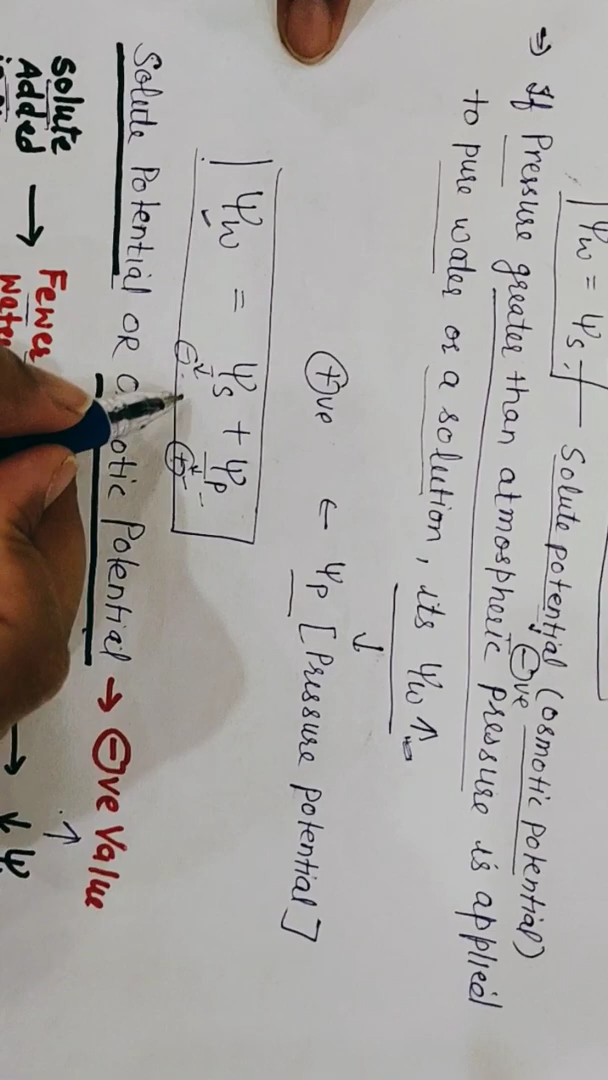 | Ψw = Ψs. Solute potential (osmotic potential)
⊖ve
=) If Pressure greater than atmospheric pressure is applied
to pure water or a solution, its Ψw ↑
↓
⊕ve ← Ψp [Pressure potential]
Ψw = Ψs + Ψp
⊖ ⊕
Solute Potential OR Potential → ⊖ve Value
↑
Solute Added → Fewer
→ ↓ Ψ